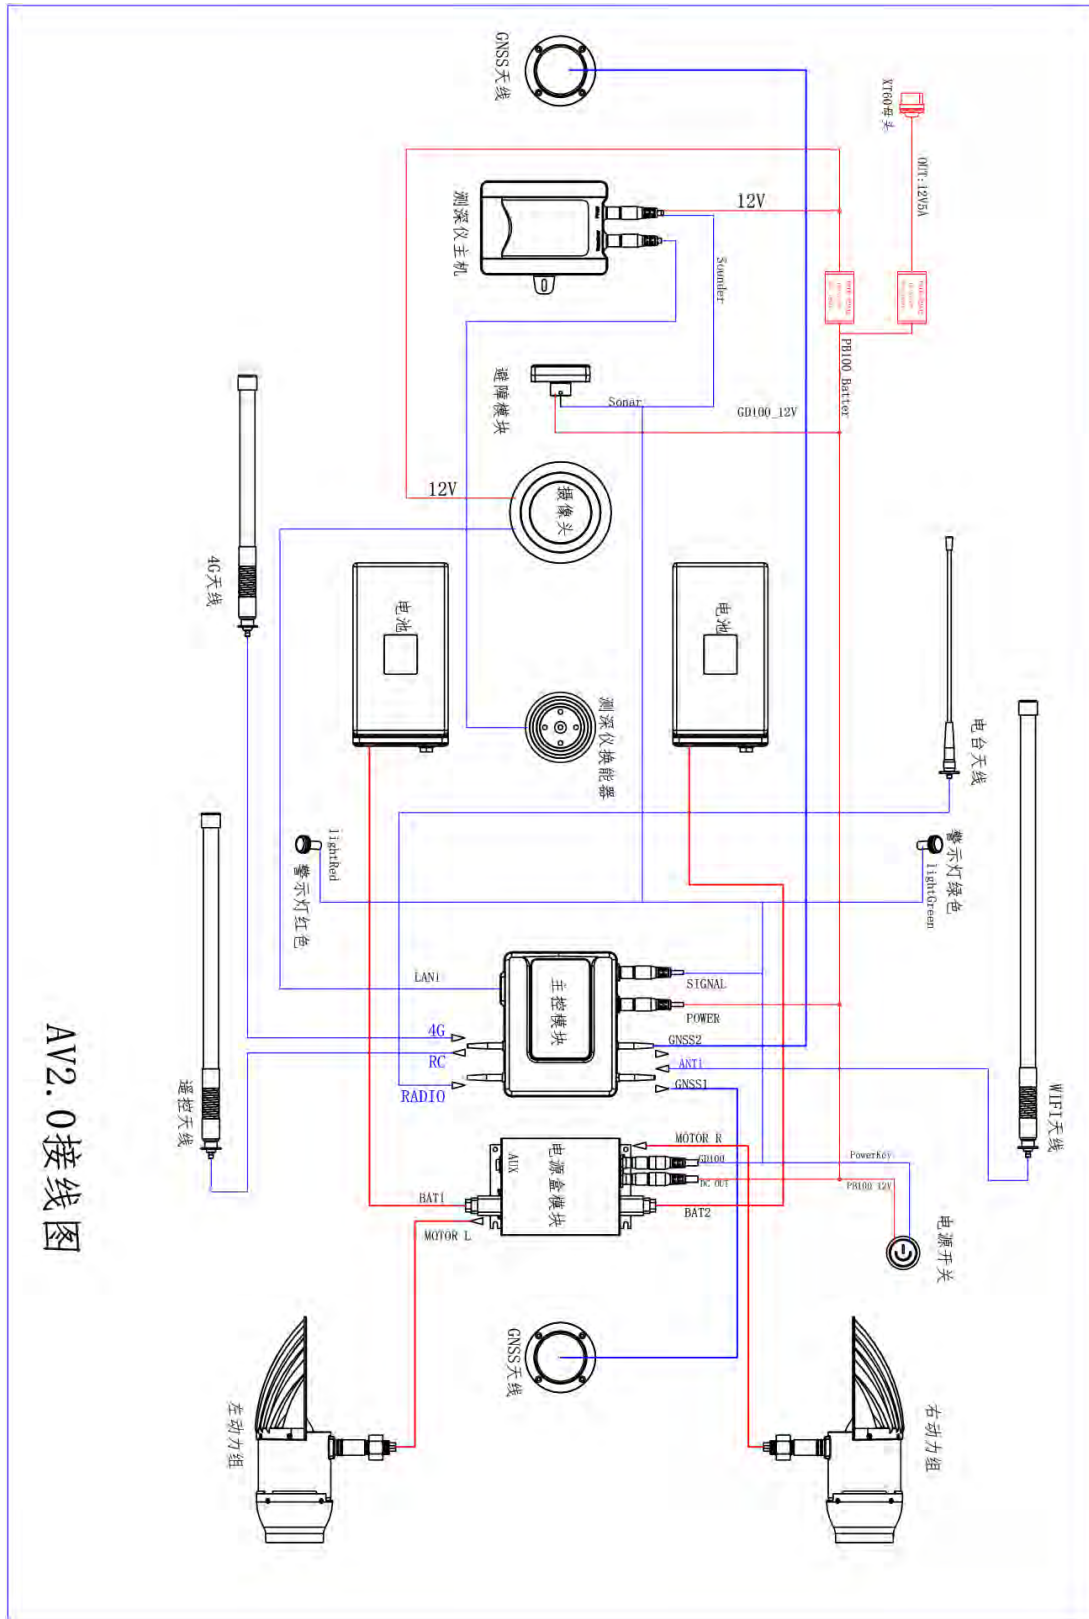 GNSS天线
XT60母头
OUT:12V5A
12V
测深仪主机
Sounder
PB100_Batter
避障模块
Sonar
GD100_12V
12V
摄像头
4G天线
电池
电池
测深仪换能器
电台天线
lightRed
警示灯红色
警示灯绿色
lightGreen
主控模块
LAN1
SIGNAL
POWER
4G
GNSS2
RC
ANT1
RADIO
GNSS1
遥控天线
WIFI天线
MOTOR R
AUX
电源盒模块
GD100
PowerKey
DC OUT
PB100_12V
BAT1
BAT2
MOTOR L
电源开关
GNSS天线
左动力组
右动力组
AV2.0接线图